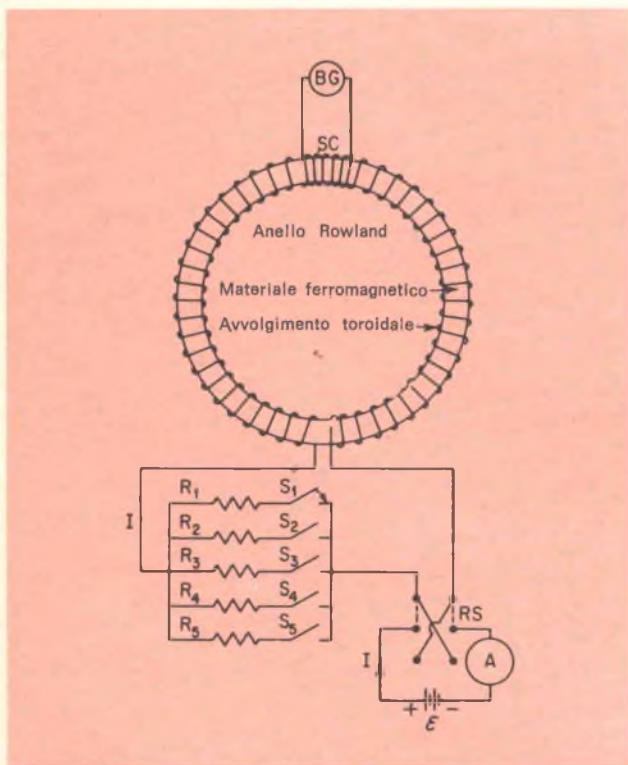 BG
SC
Anello Rowland
Materiale ferromagnetico
Avvolgimento toroidale
I
R₁ S₁
R₂ S₂
R₃ S₃
R₄ S₄
R₅ S₅
RS
I
A
+ ε −